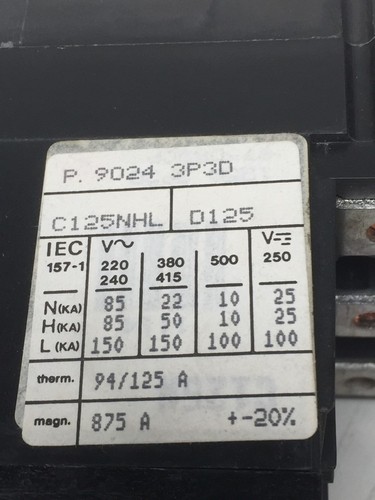 P. 9024 3P3D
C125NHL D125
IEC 157-1 V~ V⎓
220 240 380 415 500 250
N(KA) 85 22 10 25
H(KA) 85 50 10 25
L(KA) 150 150 100 100
therm. 94/125 A
magn. 875 A +-20%